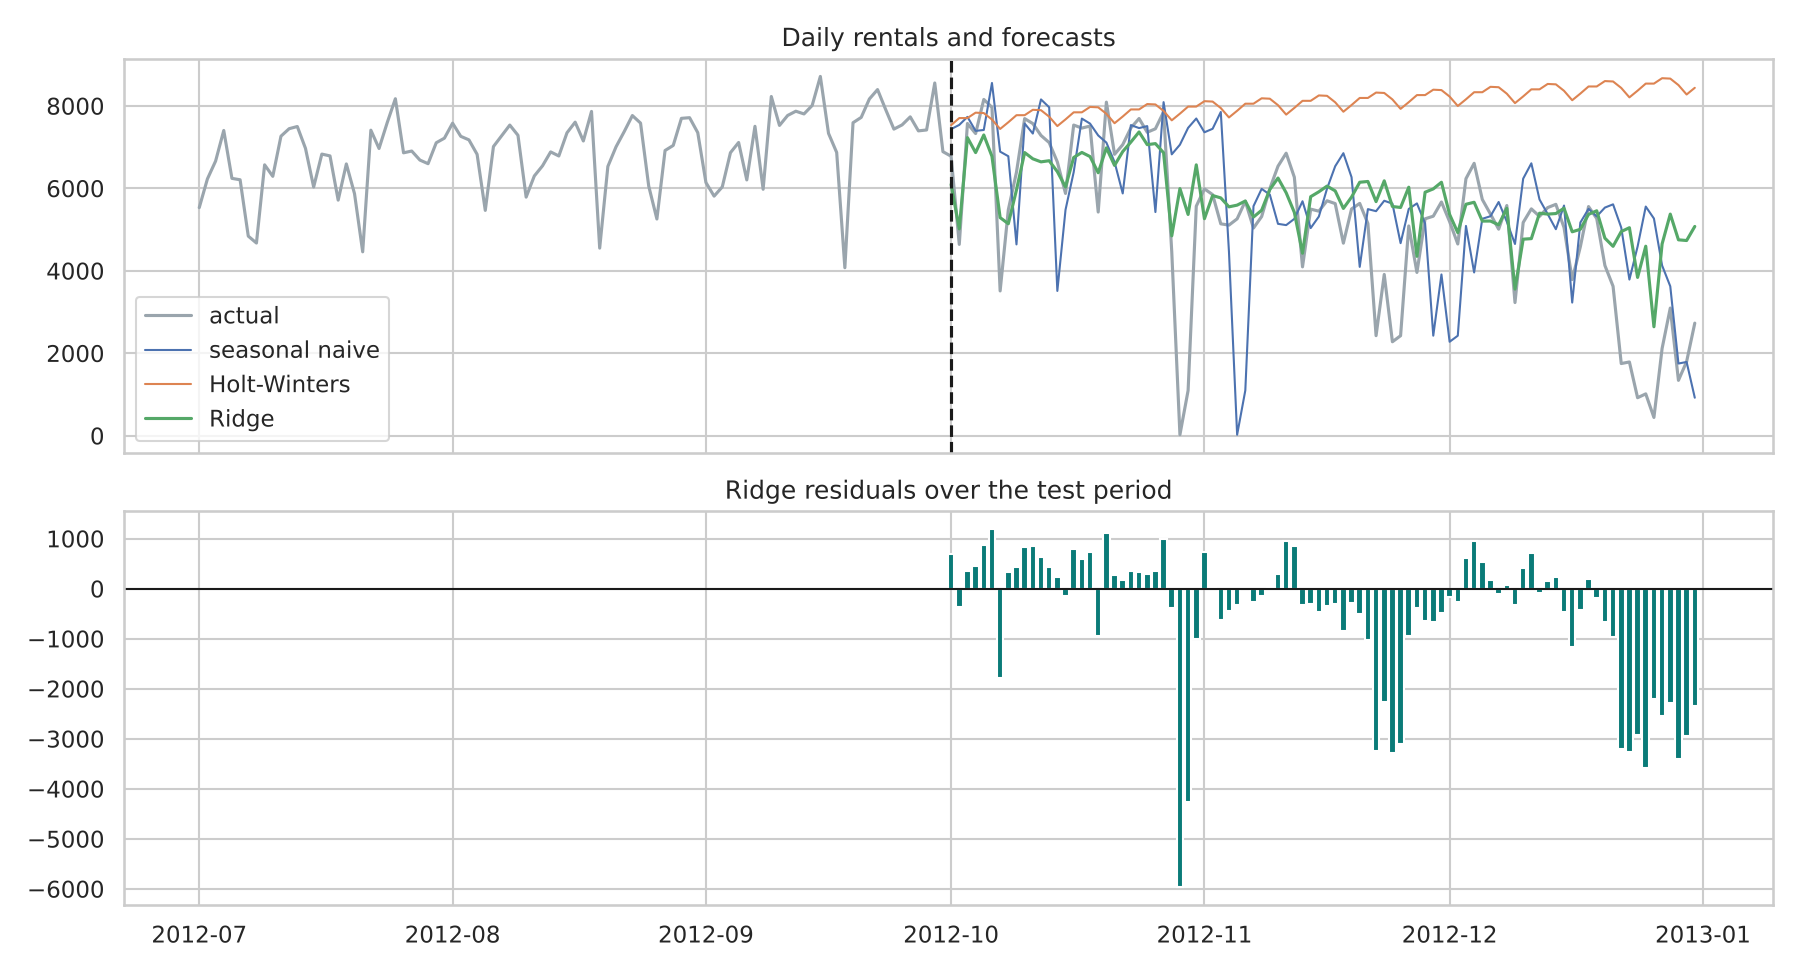 Daily rentals and forecasts
8000
6000
4000
2000
0
actual
seasonal naive
Holt-Winters
Ridge
Ridge residuals over the test period
1000
0
−1000
−2000
−3000
−4000
−5000
−6000
2012-07 2012-08 2012-09 2012-10 2012-11 2012-12 2013-01